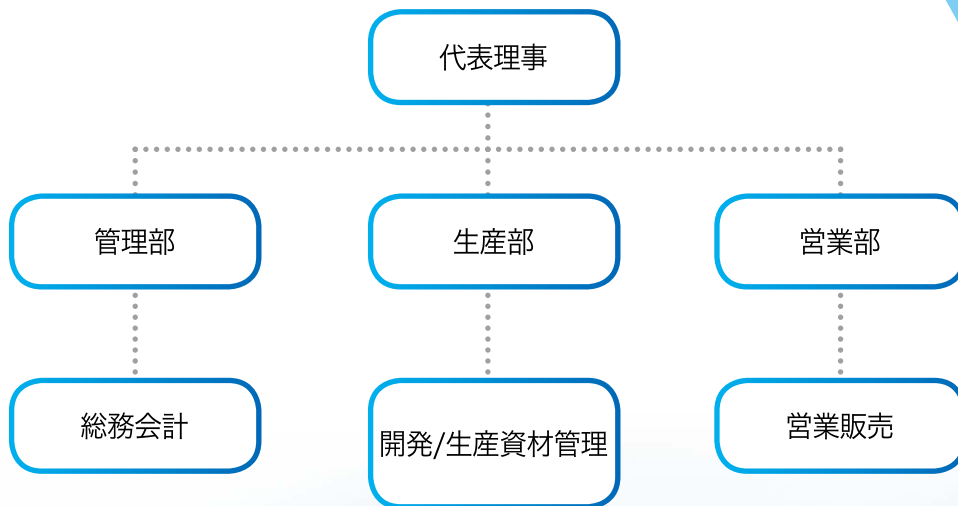 代表理事
管理部
生産部
営業部
総務会計
開発/生産資材管理
営業販売